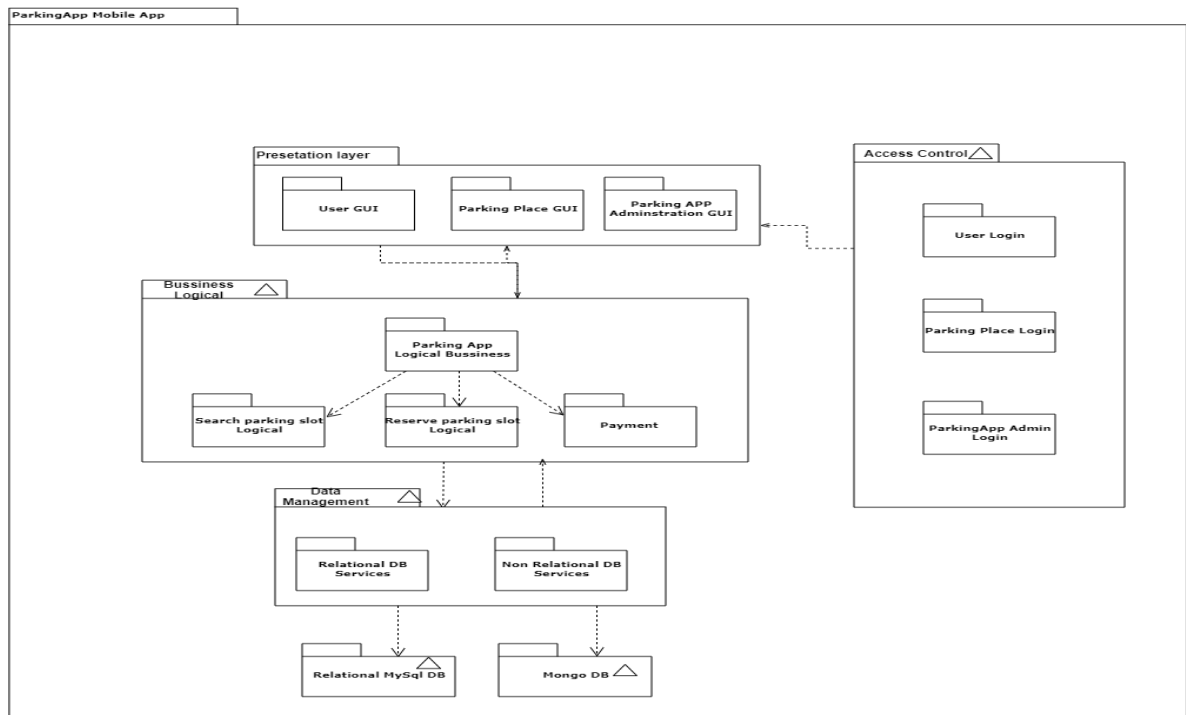 ParkingApp Mobile App
Presetation layer
User GUI
Parking Place GUI
Parking APP
Adminstration GUI
Access Control
User Login
Parking Place Login
ParkingApp Admin
Login
Bussiness
Logical
Parking App
Logical Bussiness
Search parking slot
Logical
Reserve parking slot
Logical
Payment
Data
Management
Relational DB
Services
Non Relational DB
Services
Relational MySql DB
Mongo DB